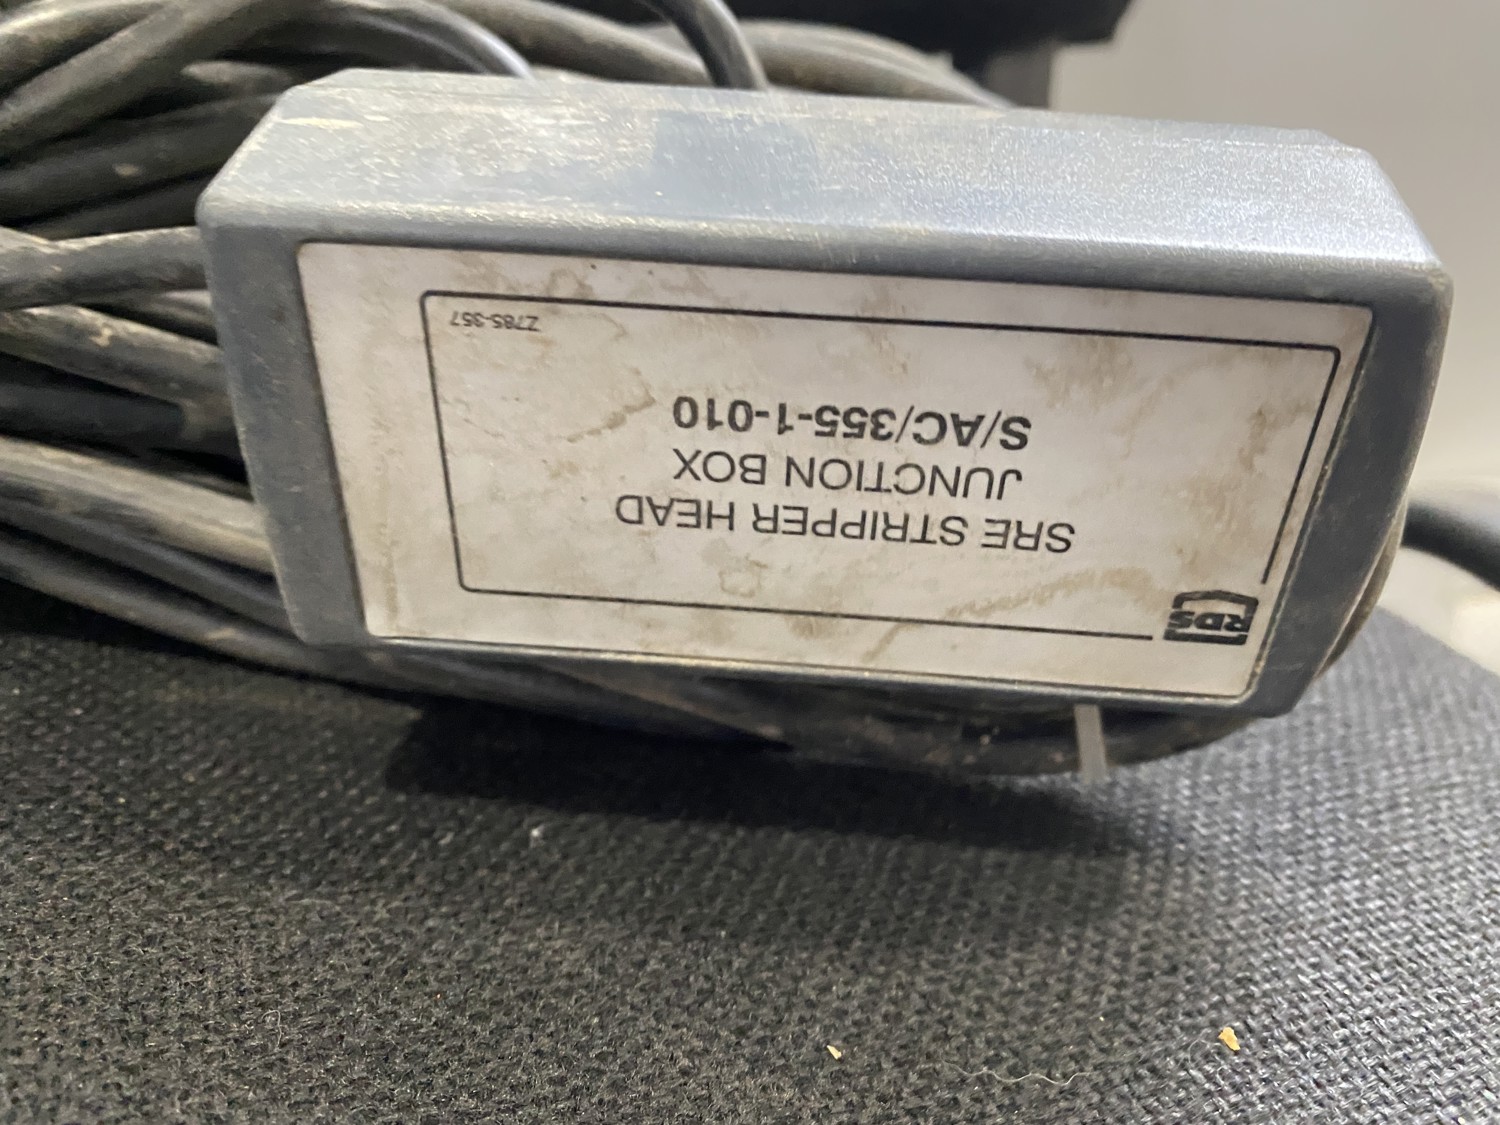 RDS
SRE STRIPPER HEAD
JUNCTION BOX
S/AC/355-1-010
Z785-357